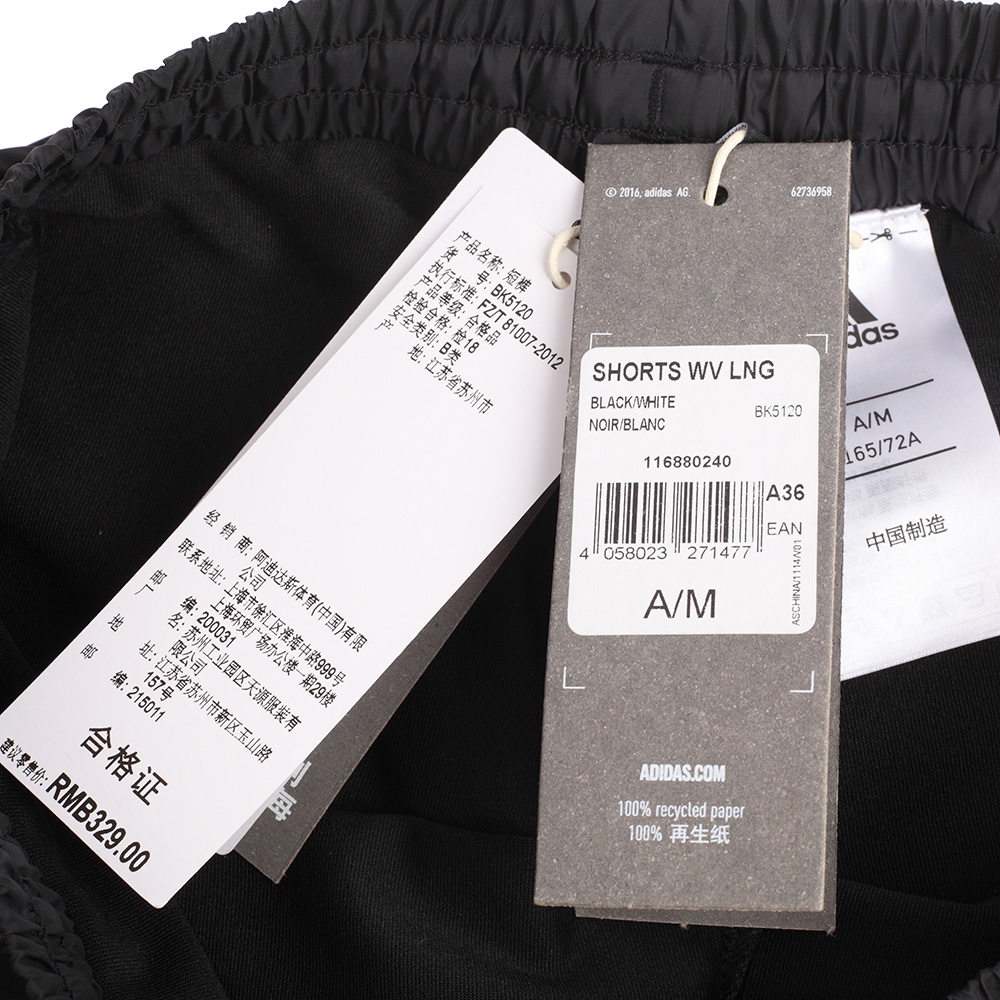 产品名称: 短裤
货 号: BK5120
执行标准: FZ/T 81007-2012
产品等级: 合格品
检验合格: 检18
安全类别: B类
产 地: 江苏省苏州市
经 销 商: 阿迪达斯体育(中国)有限
公司
联系地址: 上海市徐汇区淮海中路999号
上海环贸广场办公楼一期29楼
邮 编: 200031
厂 名: 苏州工业园区天源服装有
地 江苏省苏州市新区玉山路
157号
邮 编: 215011
合格证
建议零售价: RMB329.00
© 2016, adidas AG.
62736958
SHORTS WV LNG
BLACK/WHITE
BK5120
NOIR/BLANC
116880240
A36
EAN
4 058023 271477
ASCHINA/1114/V01
A/M
ADIDAS.COM
100% recycled paper
100% 再生纸
adidas
A/M
165/72A
中国制造